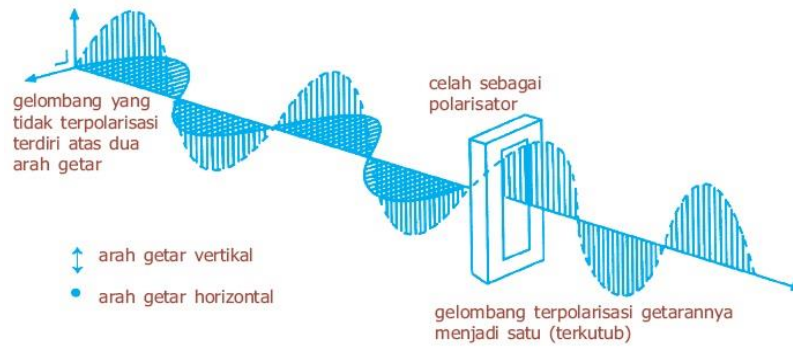 gelombang yang
tidak terpolarisasi
terdiri atas dua
arah getar
celah sebagai
polarisator
arah getar vertikal
arah getar horizontal
gelombang terpolarisasi getarannya
menjadi satu (terkutub)